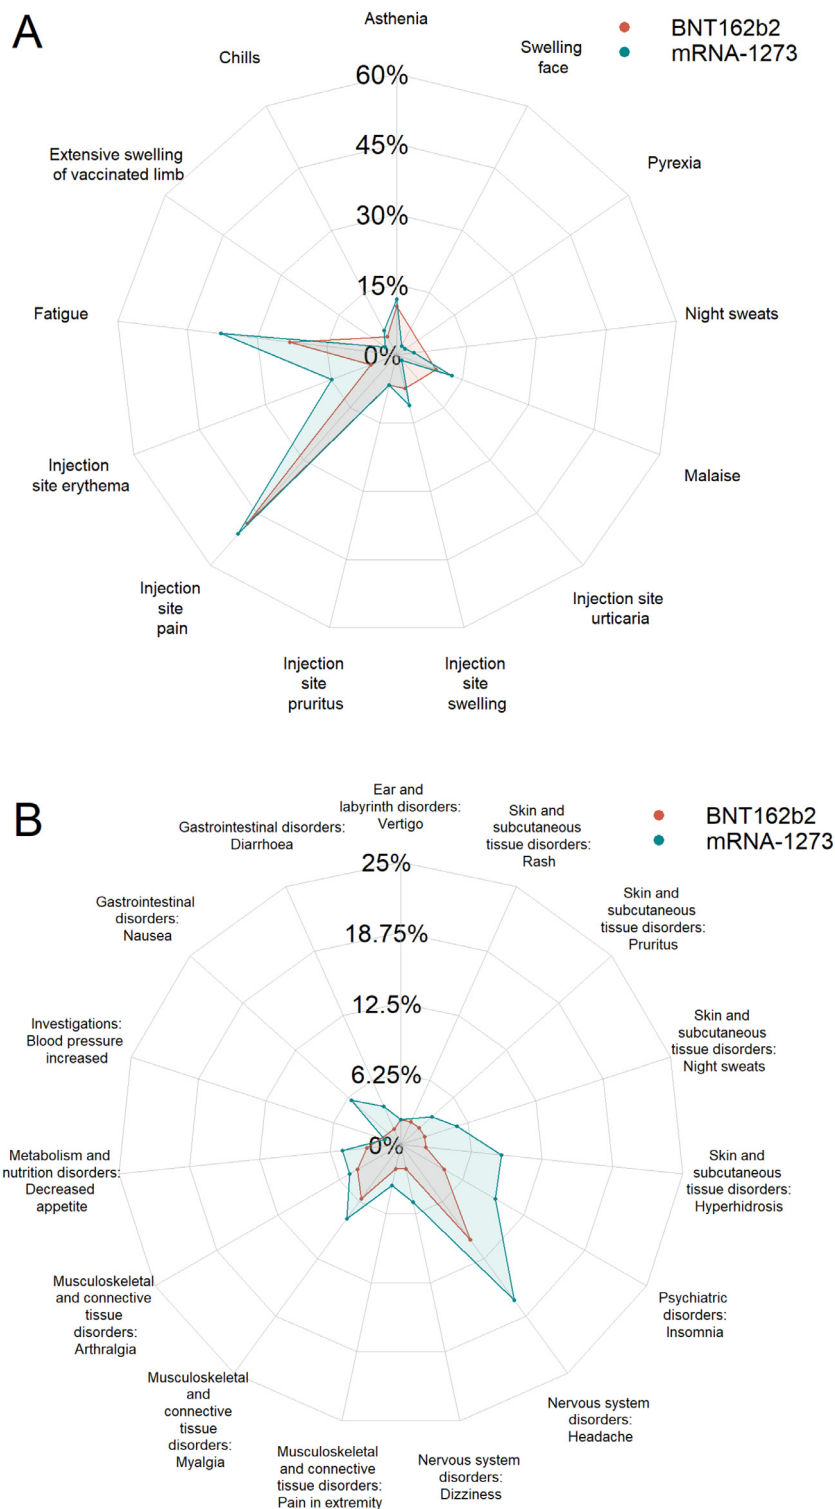 A
BNT162b2
mRNA-1273
Asthenia
Swelling
face
Chills
60%
Pyrexia
Extensive swelling
of vaccinated limb
45%
30%
15%
Fatigue
Night sweats
0%
Injection
site erythema
Malaise
Injection
site
pain
Injection site
urticaria
Injection
site
pruritus
Injection
site
swelling
B
BNT162b2
mRNA-1273
Ear and
labyrinth disorders:
Vertigo
Skin and
subcutaneous
tissue disorders:
Rash
Gastrointestinal disorders:
Diarrhoea
25%
Gastrointestinal
disorders:
Nausea
Skin and
subcutaneous
tissue disorders:
Pruritus
18.75%
12.5%
Investigations:
Blood pressure
increased
Skin and
subcutaneous
tissue disorders:
Night sweats
6.25%
0%
Metabolism and
nutrition disorders:
Decreased
appetite
Skin and
subcutaneous
tissue disorders:
Hyperhidrosis
Musculoskeletal
and connective
tissue
disorders:
Arthralgia
Psychiatric
disorders:
Insomnia
Musculoskeletal
and
connective
tissue
disorders:
Myalgia
Nervous system
disorders:
Headache
Musculoskeletal
and connective
tissue disorders:
Pain in extremity
Nervous system
disorders:
Dizziness